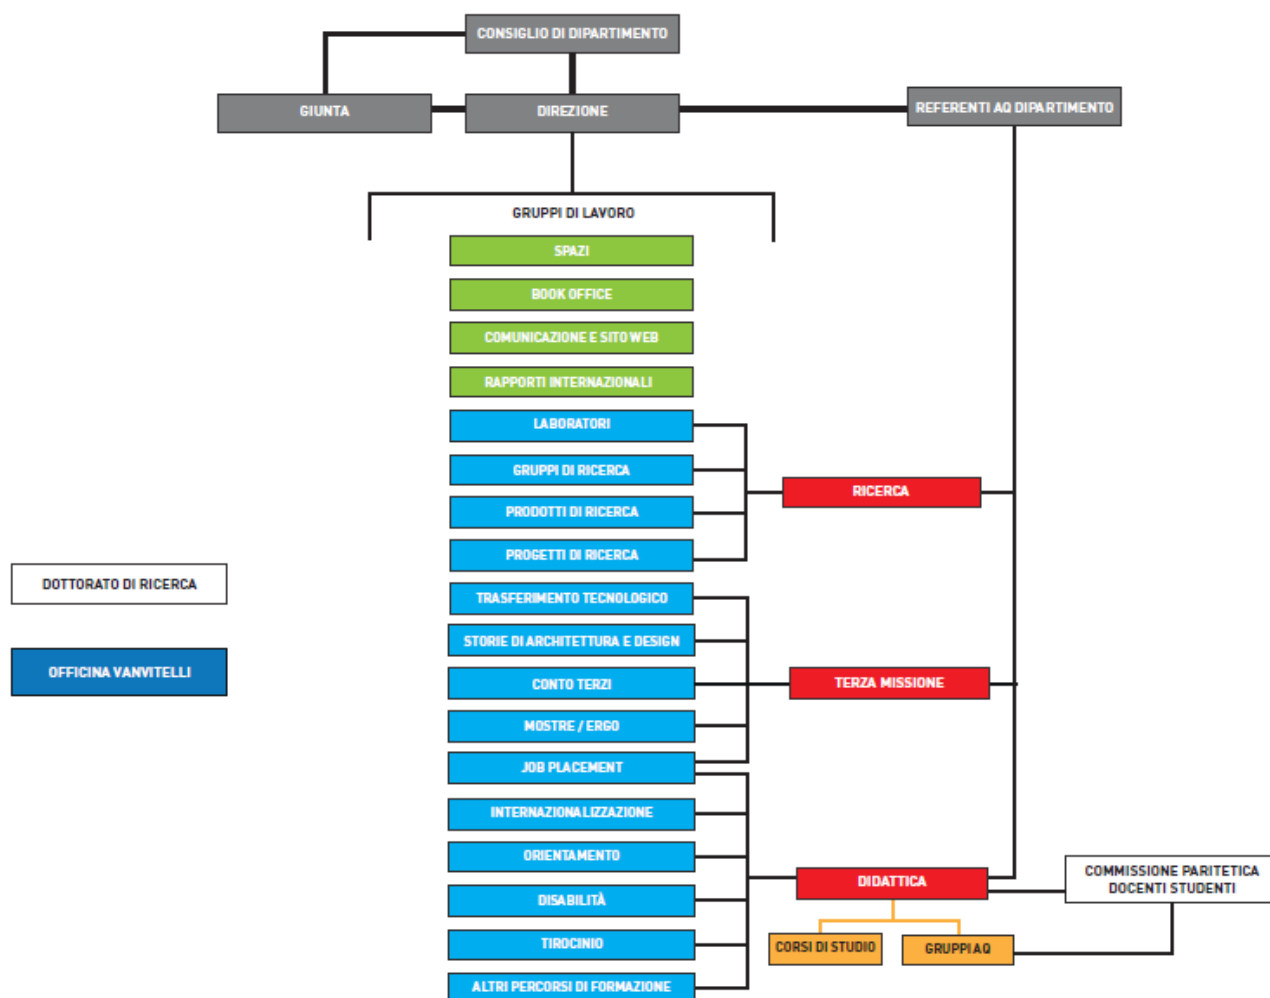 CONSIGLIO DI DIPARTIMENTO
GIUNTA
DIREZIONE
REFERENTI AQ DIPARTIMENTO
GRUPPI DI LAVORO
SPAZI
BOOK OFFICE
COMUNICAZIONE E SITO WEB
RAPPORTI INTERNAZIONALI
LABORATORI
GRUPPI DI RICERCA
RICERCA
PRODOTTI DI RICERCA
PROGETTI DI RICERCA
DOTTORATO DI RICERCA
TRASFERIMENTO TECNOLOGICO
STORIE DI ARCHITETTURA E DESIGN
OFFICINA VANVITELLI
CONTO TERZI
TERZA MISSIONE
MOSTRE / ERGO
JOB PLACEMENT
INTERNAZIONALIZZAZIONE
ORIENTAMENTO
DIDATTICA
COMMISSIONE PARITETICA
DOCENTI STUDENTI
DISABILITÀ
TIROCINIO
CORSI DI STUDIO
GRUPPI AQ
ALTRI PERCORSI DI FORMAZIONE